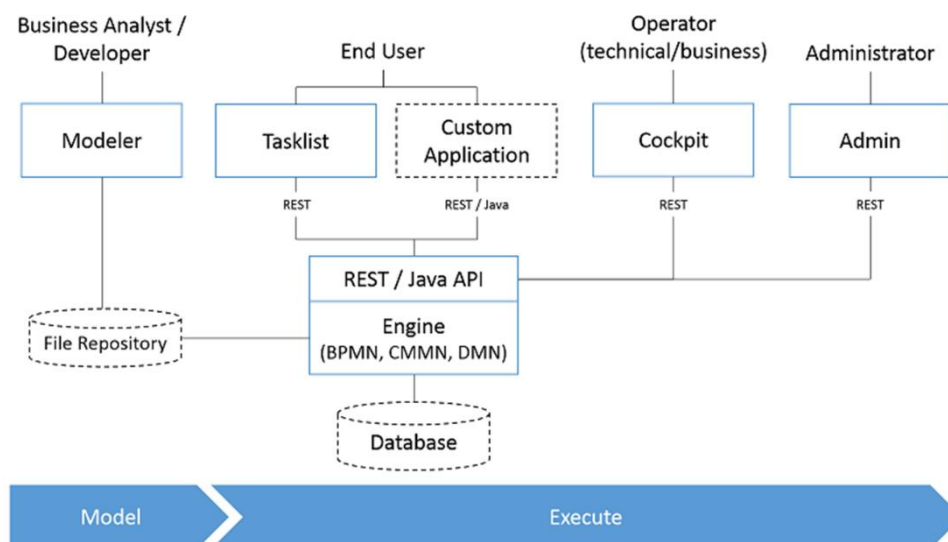 Business Analyst /
Developer
End User
Operator
(technical/business)
Administrator
Modeler
Tasklist
Custom
Application
Cockpit
Admin
REST
REST / Java
REST
REST
REST / Java API
File Repository
Engine
(BPMN, CMMN, DMN)
Database
Model
Execute